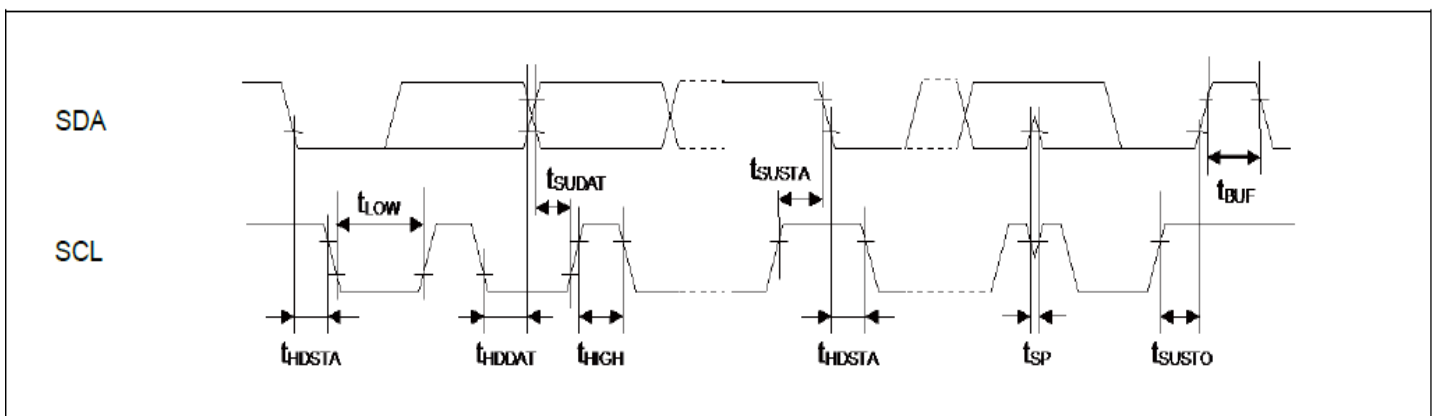 SDA
tSUSTA
tSUDAT
tBUF
tLOW
SCL
tHDSTA
tHDDAT
tHIGH
tHDSTA
tSP
tSUSTO